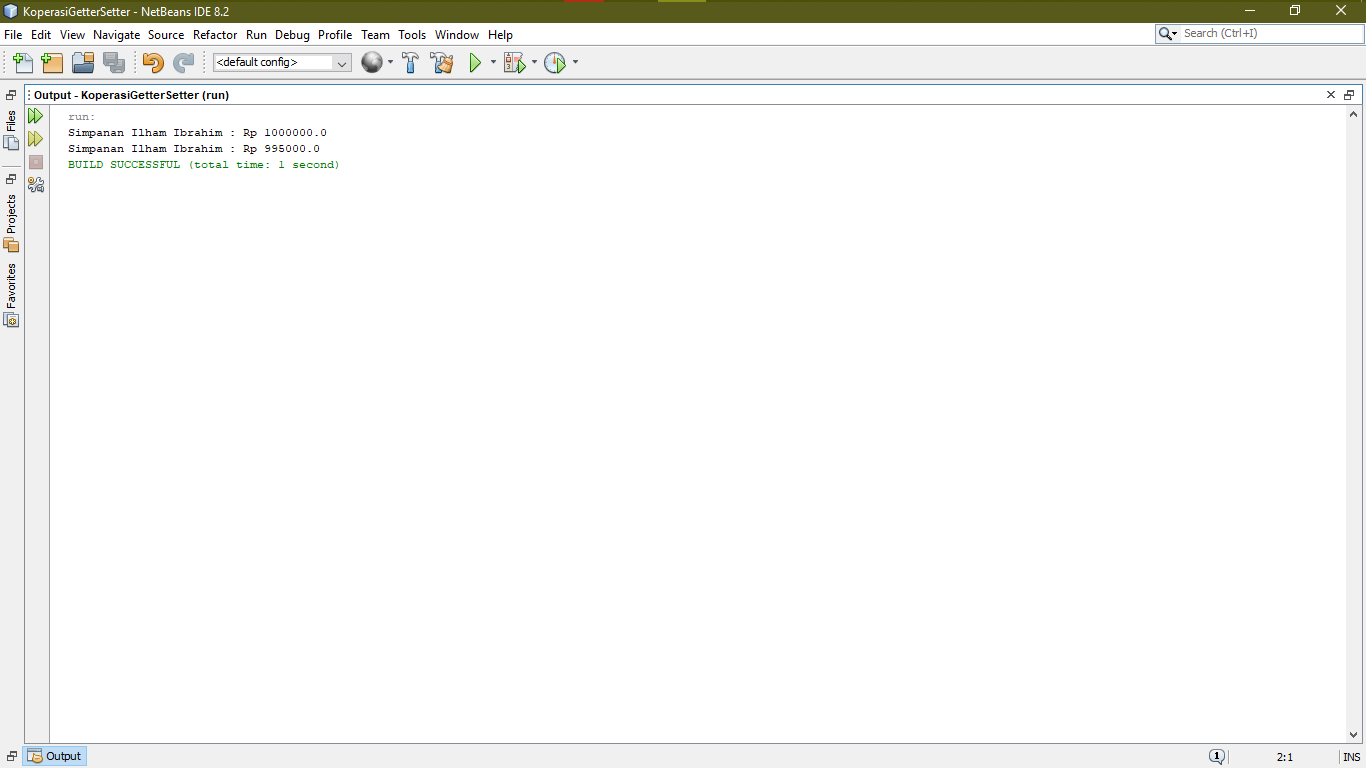 KoperasiGetterSetter - NetBeans IDE 8.2
File Edit View Navigate Source Refactor Run Debug Profile Team Tools Window Help
Search (Ctrl+I)
<default config>
Output - KoperasiGetterSetter (run)
Files
Projects
Favorites
run:
Simpanan Ilham Ibrahim : Rp 1000000.0
Simpanan Ilham Ibrahim : Rp 995000.0
BUILD SUCCESSFUL (total time: 1 second)
Output
1
2:1
INS